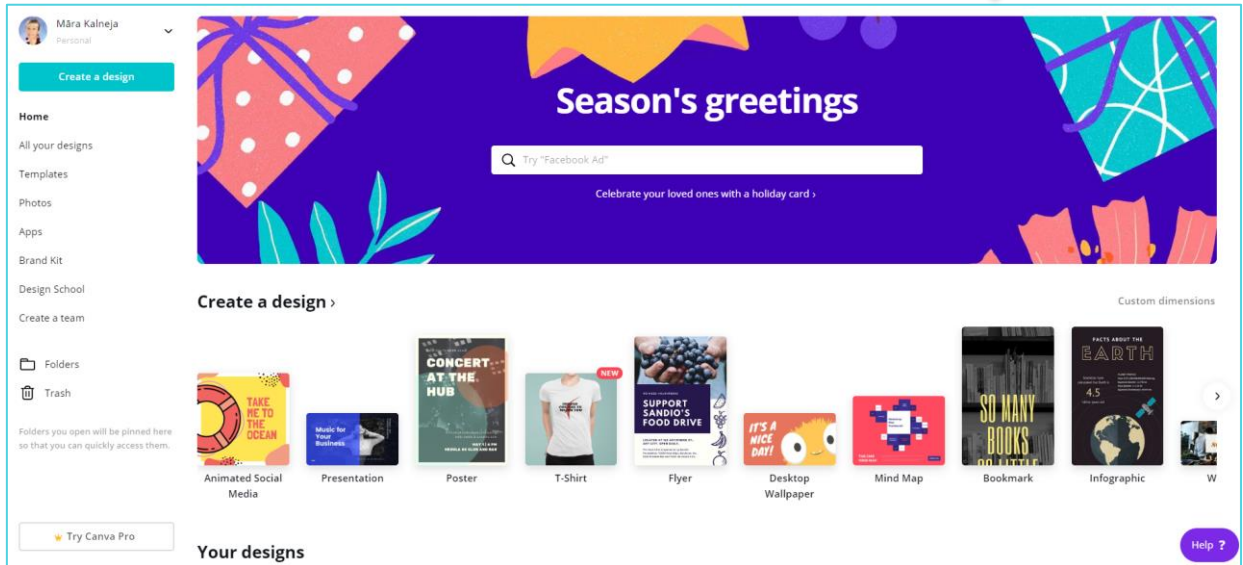 Māra Kalneja
Personal
Create a design
Home
All your designs
Templates
Photos
Apps
Brand Kit
Design School
Create a team
Folders
Trash
Folders you open will be pinned here
so that you can quickly access them.
Try Canva Pro
Season's greetings
Try "Facebook Ad"
Celebrate your loved ones with a holiday card ›
Create a design ›
Custom dimensions
TAKE
ME TO
THE
OCEAN
Animated Social
Media
Music for
Your
Business
Presentation
CONCERT
AT THE
HUB
Poster
NEW
T-Shirt
SUPPORT
SANDIO'S
FOOD DRIVE
Flyer
IT'S A
NICE
DAY!
Desktop
Wallpaper
Mind Map
SO MANY
BOOKS
SO LITTLE
Bookmark
FACTS ABOUT THE
EARTH
4.5
Infographic
W
Your designs
Help ?